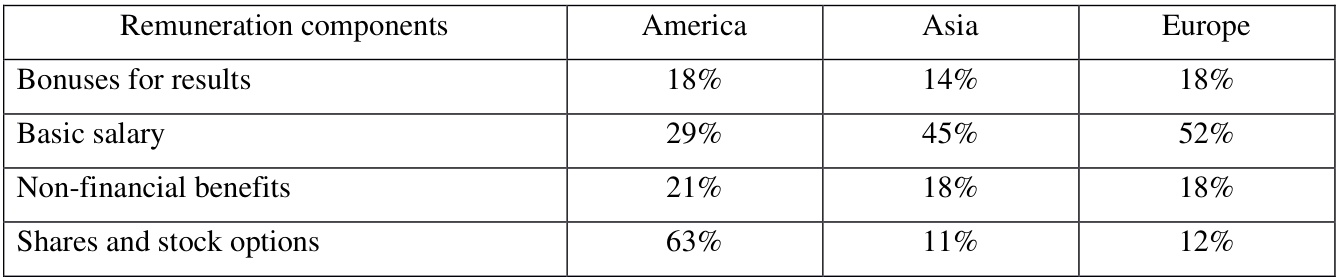 Remuneration components America Asia Europe
Bonuses for results 18% 14% 18%
Basic salary 29% 45% 52%
Non-financial benefits 21% 18% 18%
Shares and stock options 63% 11% 12%